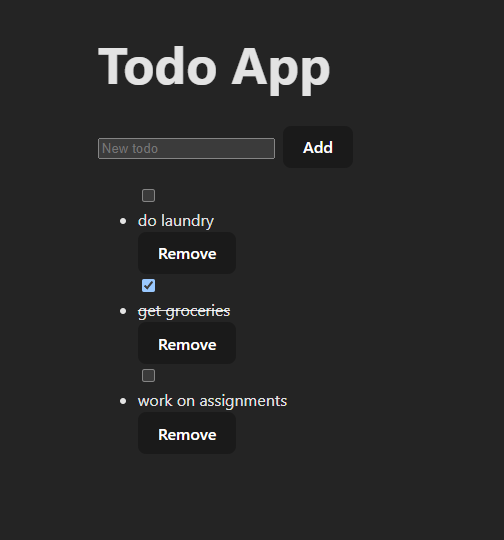 Todo App
New todo Add
do laundry
Remove
get groceries
Remove
work on assignments
Remove